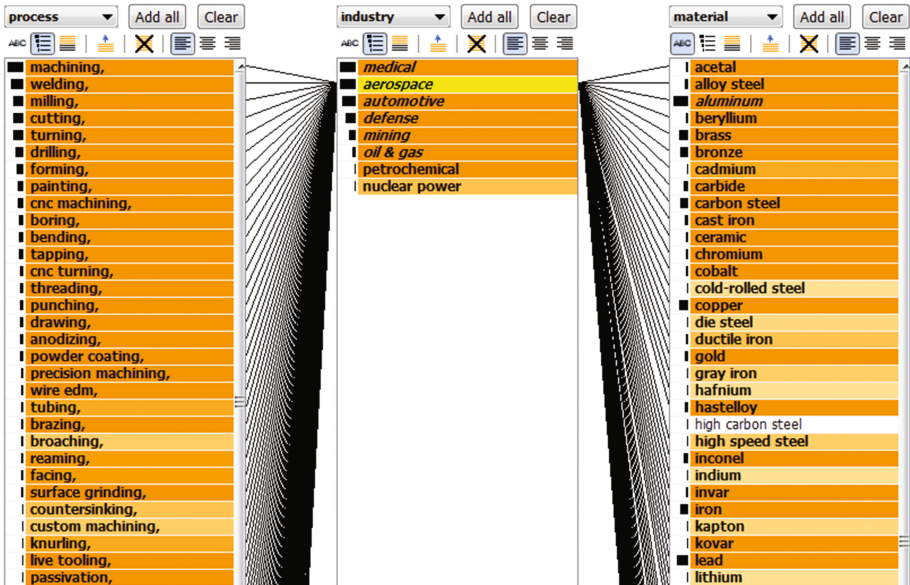 process Add all Clear
ABC
machining,
welding,
milling,
cutting,
turning,
drilling,
forming,
painting,
cnc machining,
boring,
bending,
tapping,
cnc turning,
threading,
punching,
drawing,
anodizing,
powder coating,
precision machining,
wire edm,
tubing,
brazing,
broaching,
reaming,
facing,
surface grinding,
countersinking,
custom machining,
knurling,
live tooling,
passivation,
industry Add all Clear
ABC
medical
aerospace
automotive
defense
mining
oil & gas
petrochemical
nuclear power
material Add all Clear
ABC
acetal
alloy steel
aluminum
beryllium
brass
bronze
cadmium
carbide
carbon steel
cast iron
ceramic
chromium
cobalt
cold-rolled steel
copper
die steel
ductile iron
gold
gray iron
hafnium
hastelloy
high carbon steel
high speed steel
inconel
indium
invar
iron
kapton
kovar
lead
lithium